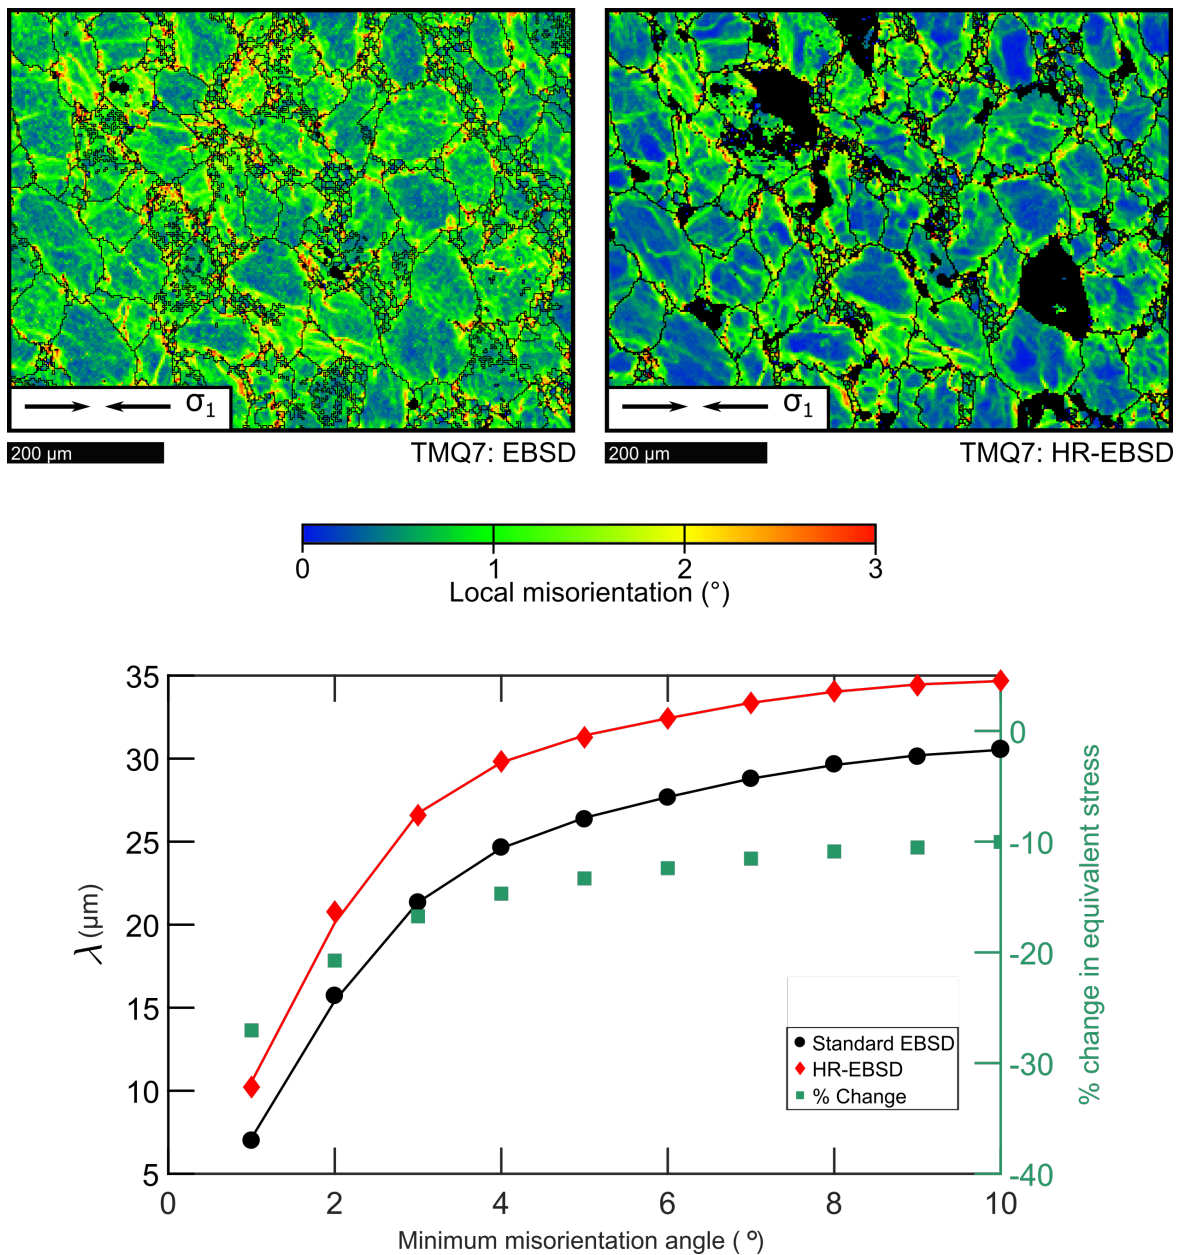 σ1
σ1
200 µm
TMQ7: EBSD
200 µm
TMQ7: HR-EBSD
0 1 2 3
Local misorientation (°)
35
30
25
20
15
10
5
λ (µm)
0
-10
-20
-30
-40
% change in equivalent stress
Standard EBSD
HR-EBSD
% Change
0 2 4 6 8 10
Minimum misorientation angle ( º)